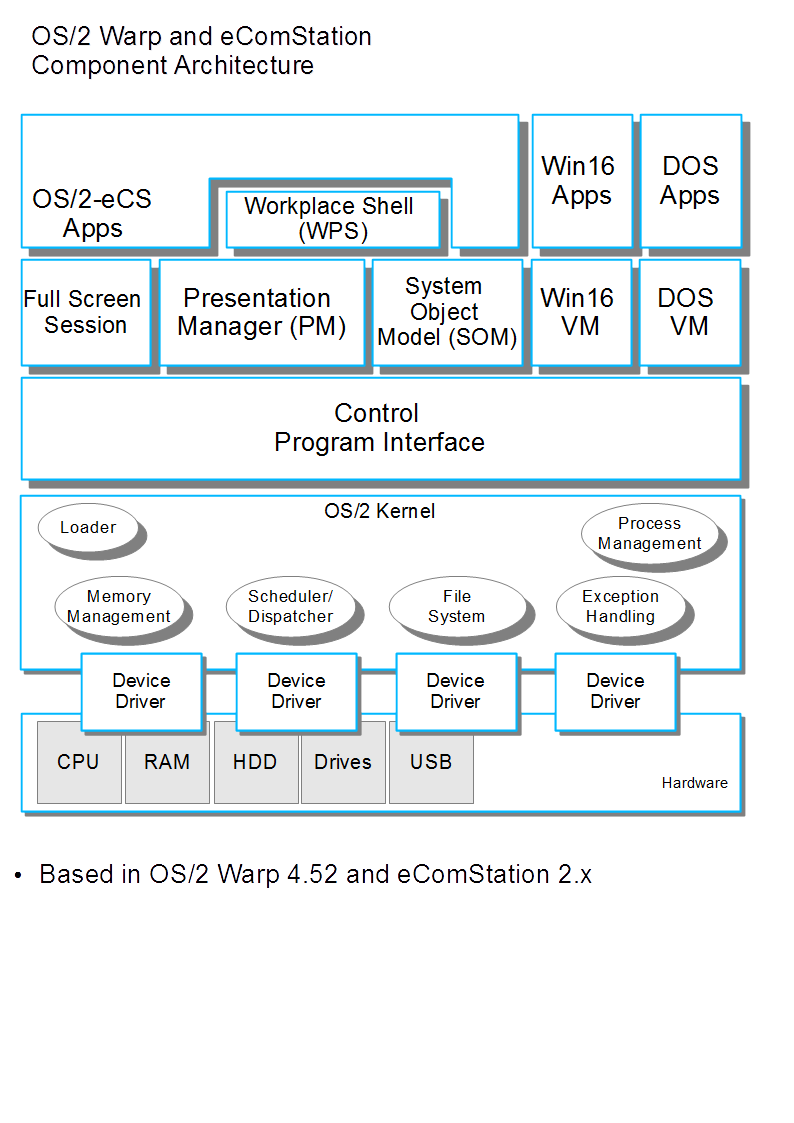 OS/2 Warp and eComStation
Component Architecture
OS/2-eCS
Apps
Workplace Shell
(WPS)
Win16
Apps
DOS
Apps
Full Screen
Session
Presentation
Manager (PM)
System
Object
Model (SOM)
Win16
VM
DOS
VM
Control
Program Interface
OS/2 Kernel
Loader
Process
Management
Memory
Management
Scheduler/
Dispatcher
File
System
Exception
Handling
Device
Driver
Device
Driver
Device
Driver
Device
Driver
CPU
RAM
HDD
Drives
USB
Hardware
• Based in OS/2 Warp 4.52 and eComStation 2.x